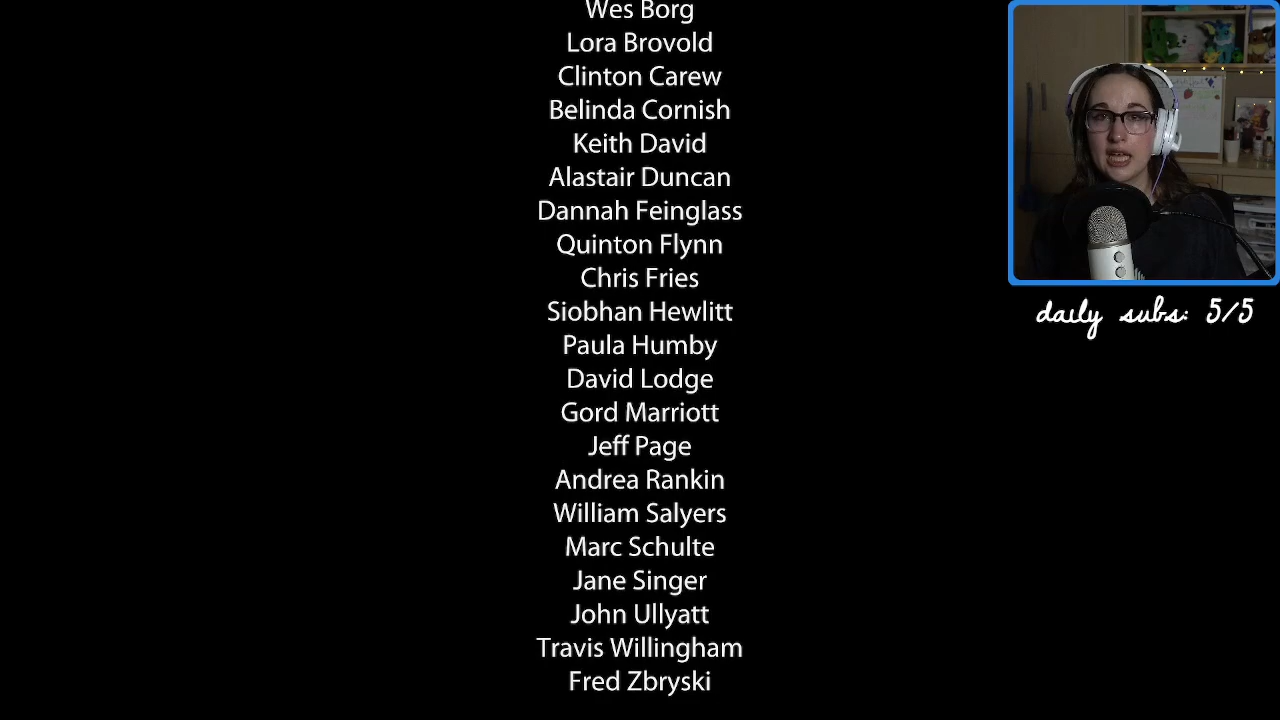 Wes Borg
Lora Brovold
Clinton Carew
Belinda Cornish
Keith David
Alastair Duncan
Dannah Feinglass
Quinton Flynn
Chris Fries
Siobhan Hewlitt
Paula Humby
David Lodge
Gord Marriott
Jeff Page
Andrea Rankin
William Salyers
Marc Schulte
Jane Singer
John Ullyatt
Travis Willingham
Fred Zbryski
daily subs: 5/5